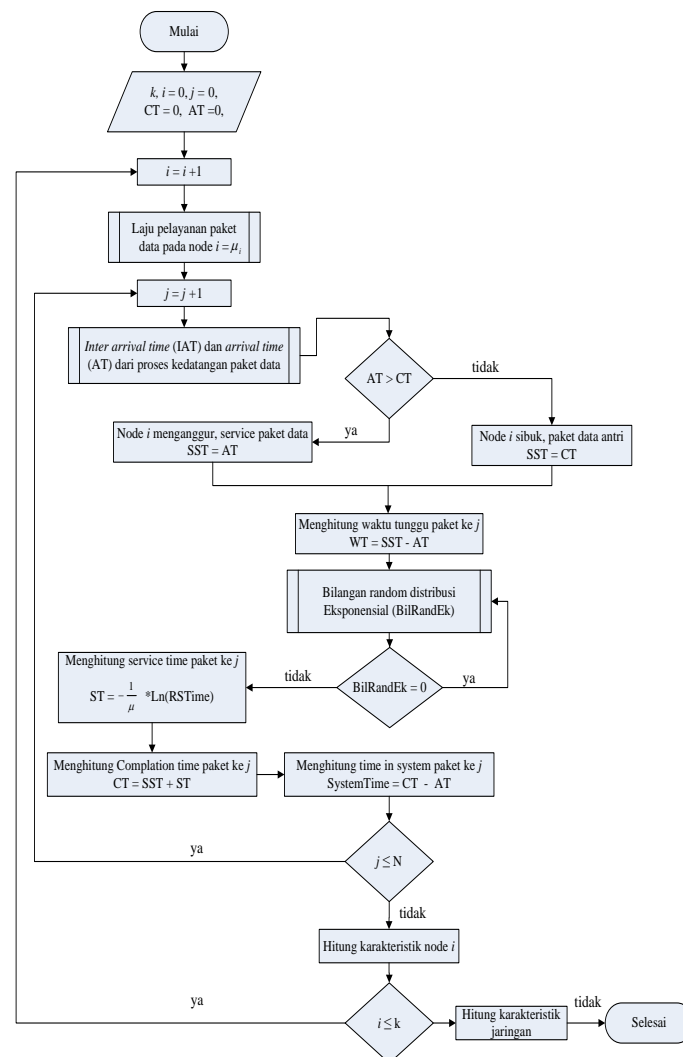 Mulai
k, i = 0, j = 0,
CT = 0, AT =0,
i = i +1
Laju pelayanan paket
data pada node i = μi
j = j +1
Inter arrival time (IAT) dan arrival time
(AT) dari proses kedatangan paket data
AT > CT
tidak
ya
Node i menganggur, service paket data
SST = AT
Node i sibuk, paket data antri
SST = CT
Menghitung waktu tunggu paket ke j
WT = SST - AT
Bilangan random distribusi
Eksponensial (BilRandEk)
BilRandEk = 0
tidak
ya
Menghitung service time paket ke j
ST = - 1/μ *Ln(RSTime)
Menghitung Complation time paket ke j
CT = SST + ST
Menghitung time in system paket ke j
SystemTime = CT - AT
ya
j ≤ N
tidak
Hitung karakteristik node i
ya
i ≤ k
Hitung karakteristik
jaringan
tidak
Selesai